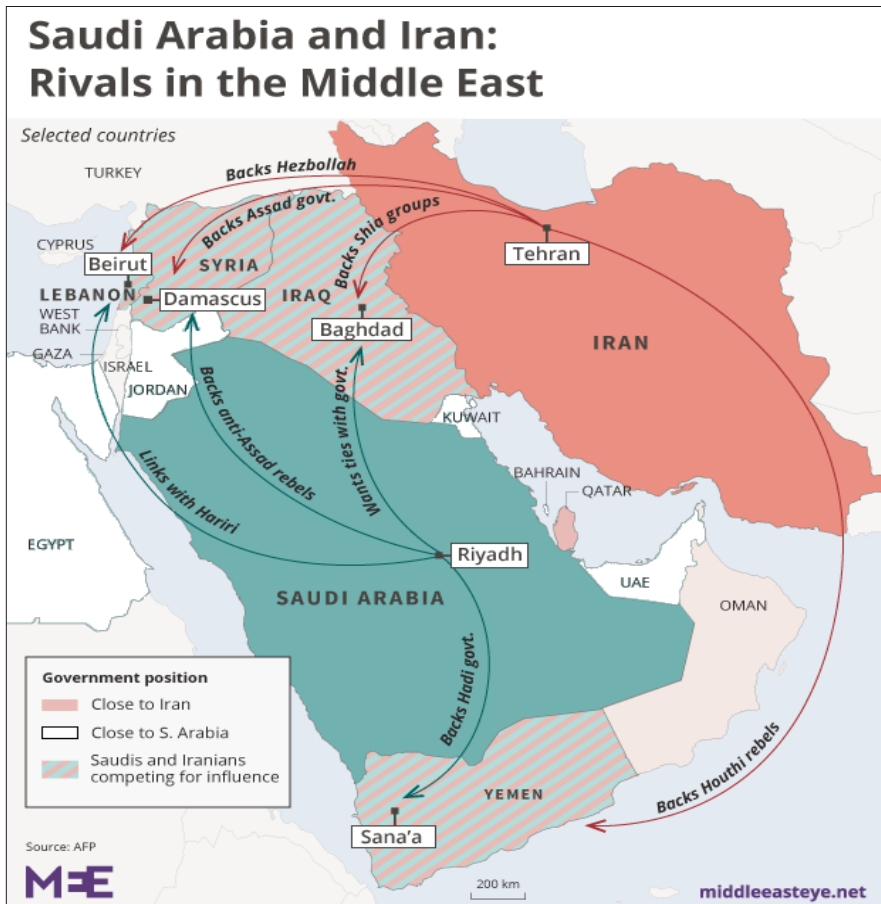 Saudi Arabia and Iran:
Rivals in the Middle East
Selected countries
TURKEY
Backs Hezbollah
Backs Assad govt.
Backs Shia groups
CYPRUS
Beirut
SYRIA
Tehran
LEBANON
Damascus
IRAQ
WEST
BANK
Baghdad
IRAN
GAZA
ISRAEL
JORDAN
KUWAIT
Links with Hariri
Backs anti-Assad rebels
Wants ties with govt.
BAHRAIN
QATAR
EGYPT
Riyadh
UAE
SAUDI ARABIA
OMAN
Backs Hadi govt.
Backs Houthi rebels
YEMEN
Sana'a
Government position
Close to Iran
Close to S. Arabia
Saudis and Iranians
competing for influence
Source: AFP
MEE
200 km
middleeasteye.net